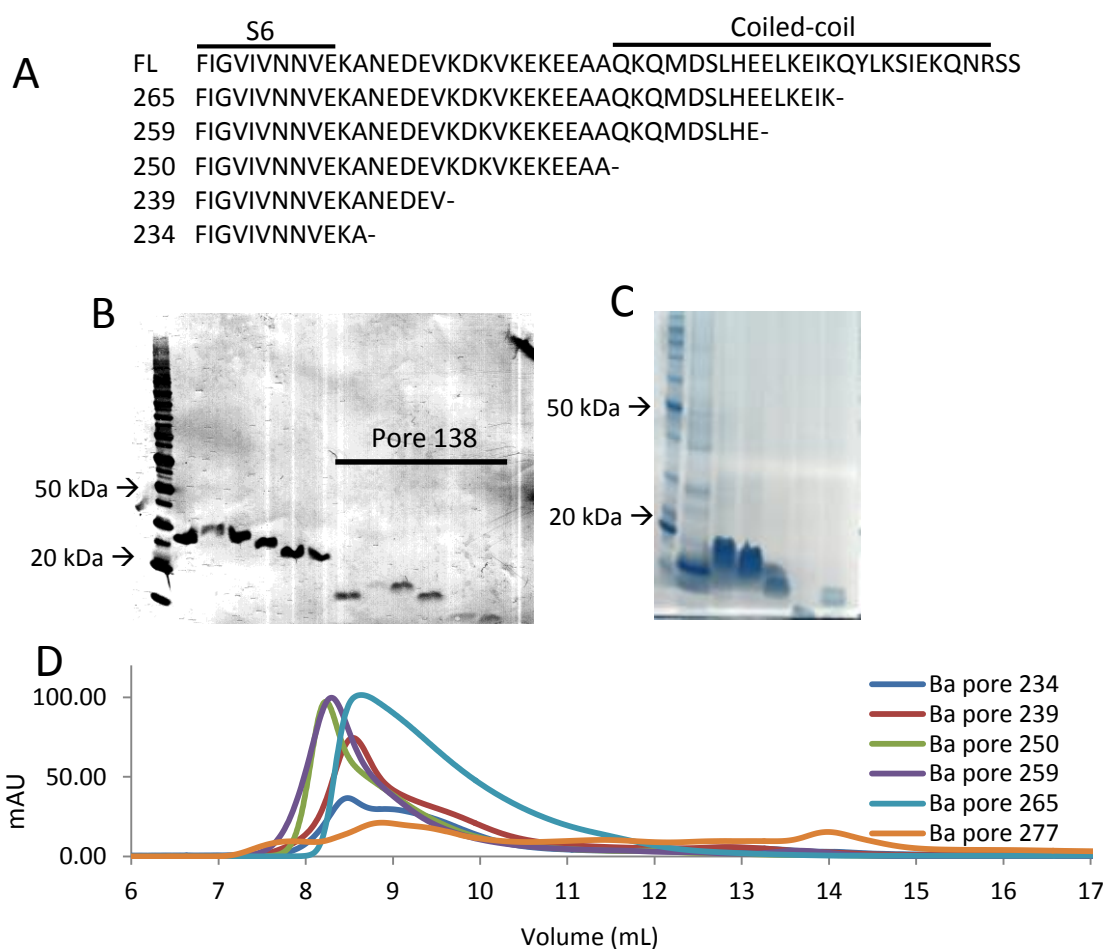 S6 Coiled-coil
A
FL FIGVIVNNVEKANEDEVKDKVKEKEEAAQKQMDSLHEELKEIKQYLKSIEKQNRSS
265 FIGVIVNNVEKANEDEVKDKVKEKEEAAQKQMDSLHEELKEIK-
259 FIGVIVNNVEKANEDEVKDKVKEKEEAAQKQMDSLHE-
250 FIGVIVNNVEKANEDEVKDKVKEKEEAA-
239 FIGVIVNNVEKANEDEV-
234 FIGVIVNNVEKA-
B
Pore 138
50 kDa →
20 kDa →
C
50 kDa →
20 kDa →
D
mAU
100.00
50.00
0.00
6 7 8 9 10 11 12 13 14 15 16 17
Volume (mL)
Ba pore 234
Ba pore 239
Ba pore 250
Ba pore 259
Ba pore 265
Ba pore 277